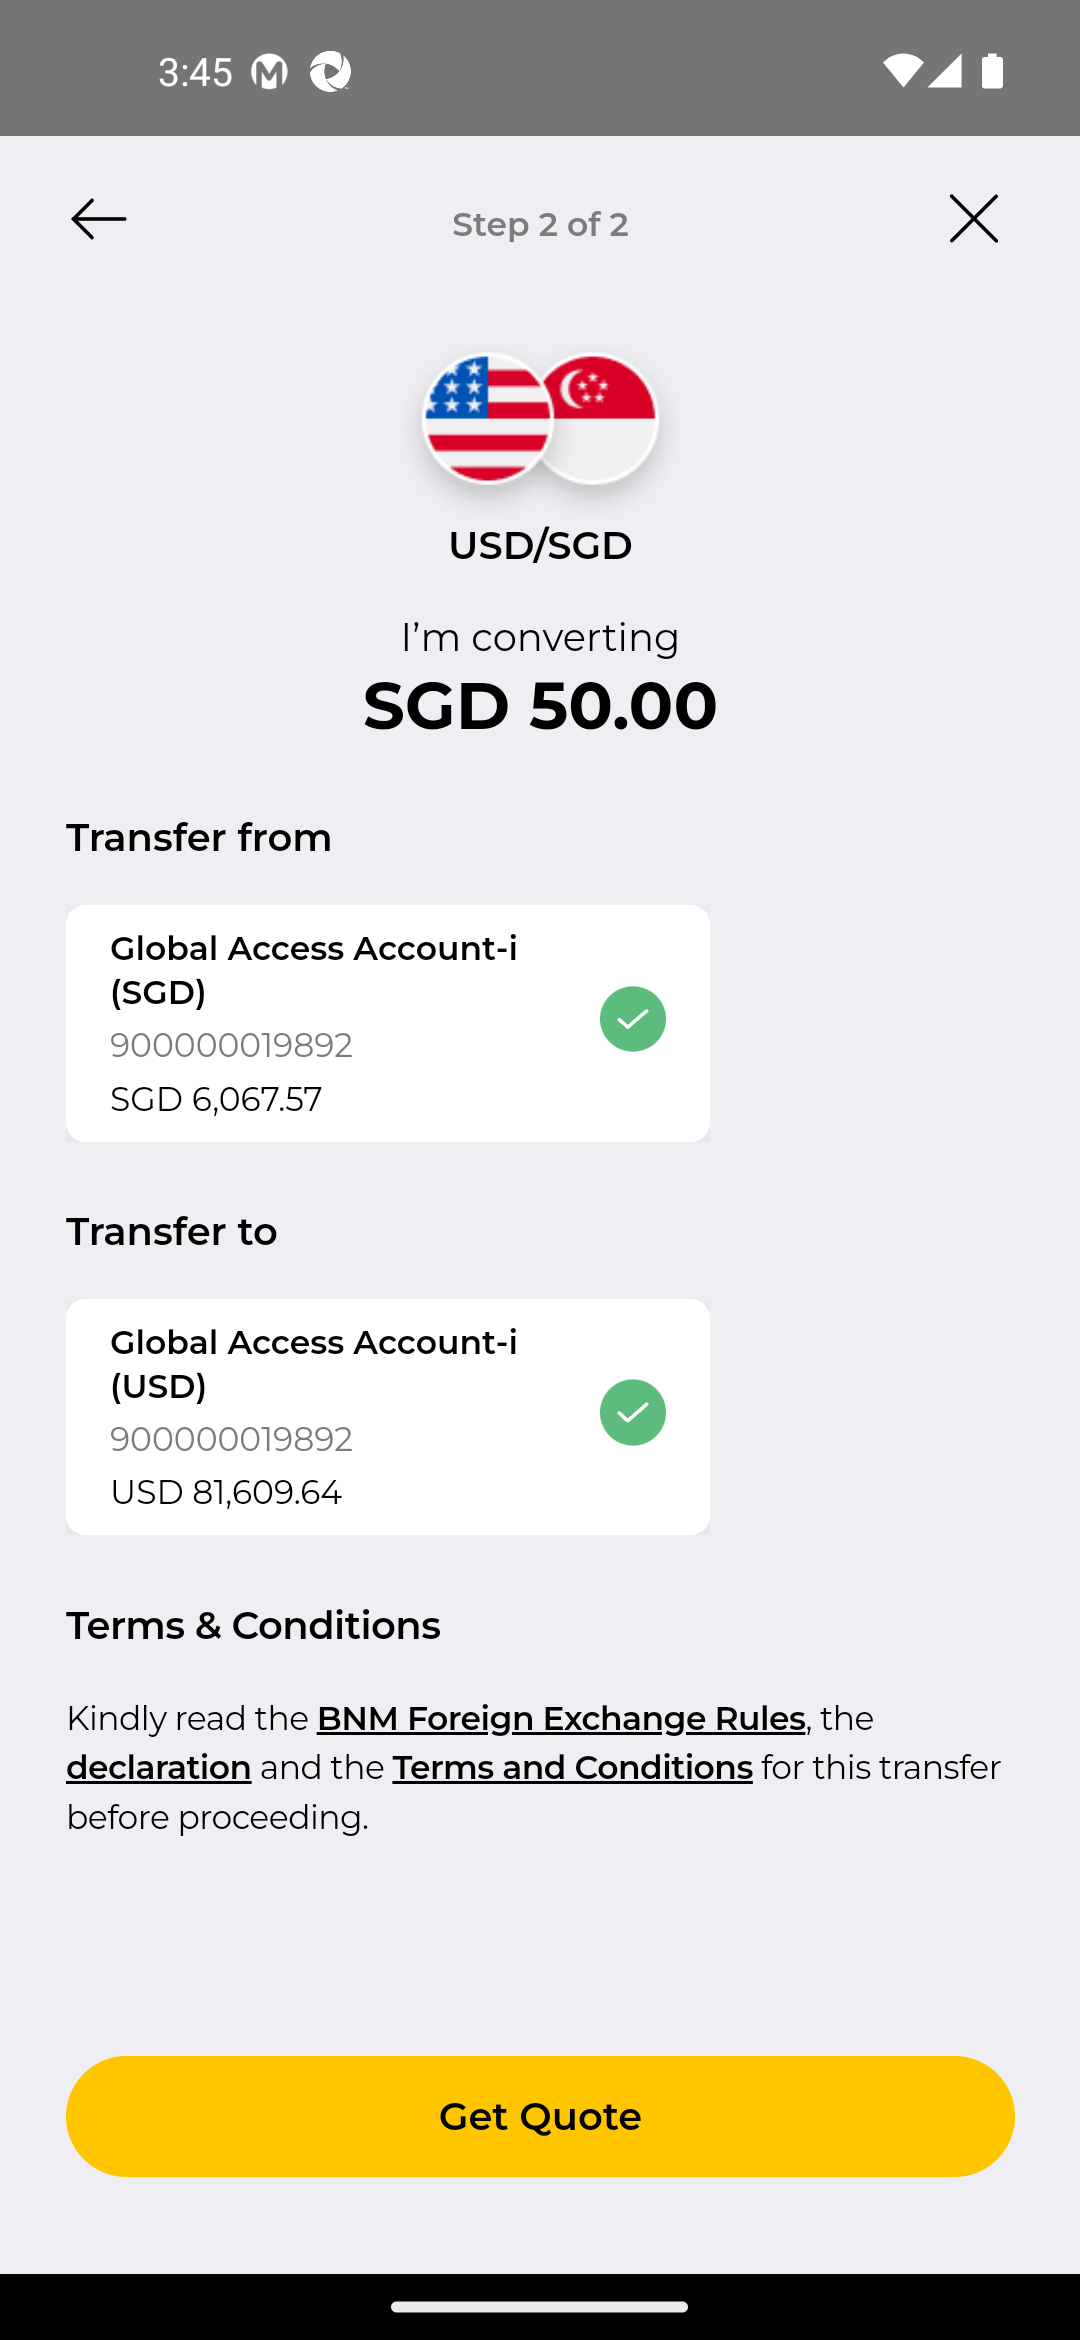 3:45
Step 2 of 2
USD/SGD
I’m converting
SGD 50.00
Transfer from
Global Access Account-i
(SGD)
900000019892
SGD 6,067.57
Transfer to
Global Access Account-i
(USD)
900000019892
USD 81,609.64
Terms & Conditions
Kindly read the BNM Foreign Exchange Rules, the
declaration and the Terms and Conditions for this transfer
before proceeding.
Get Quote